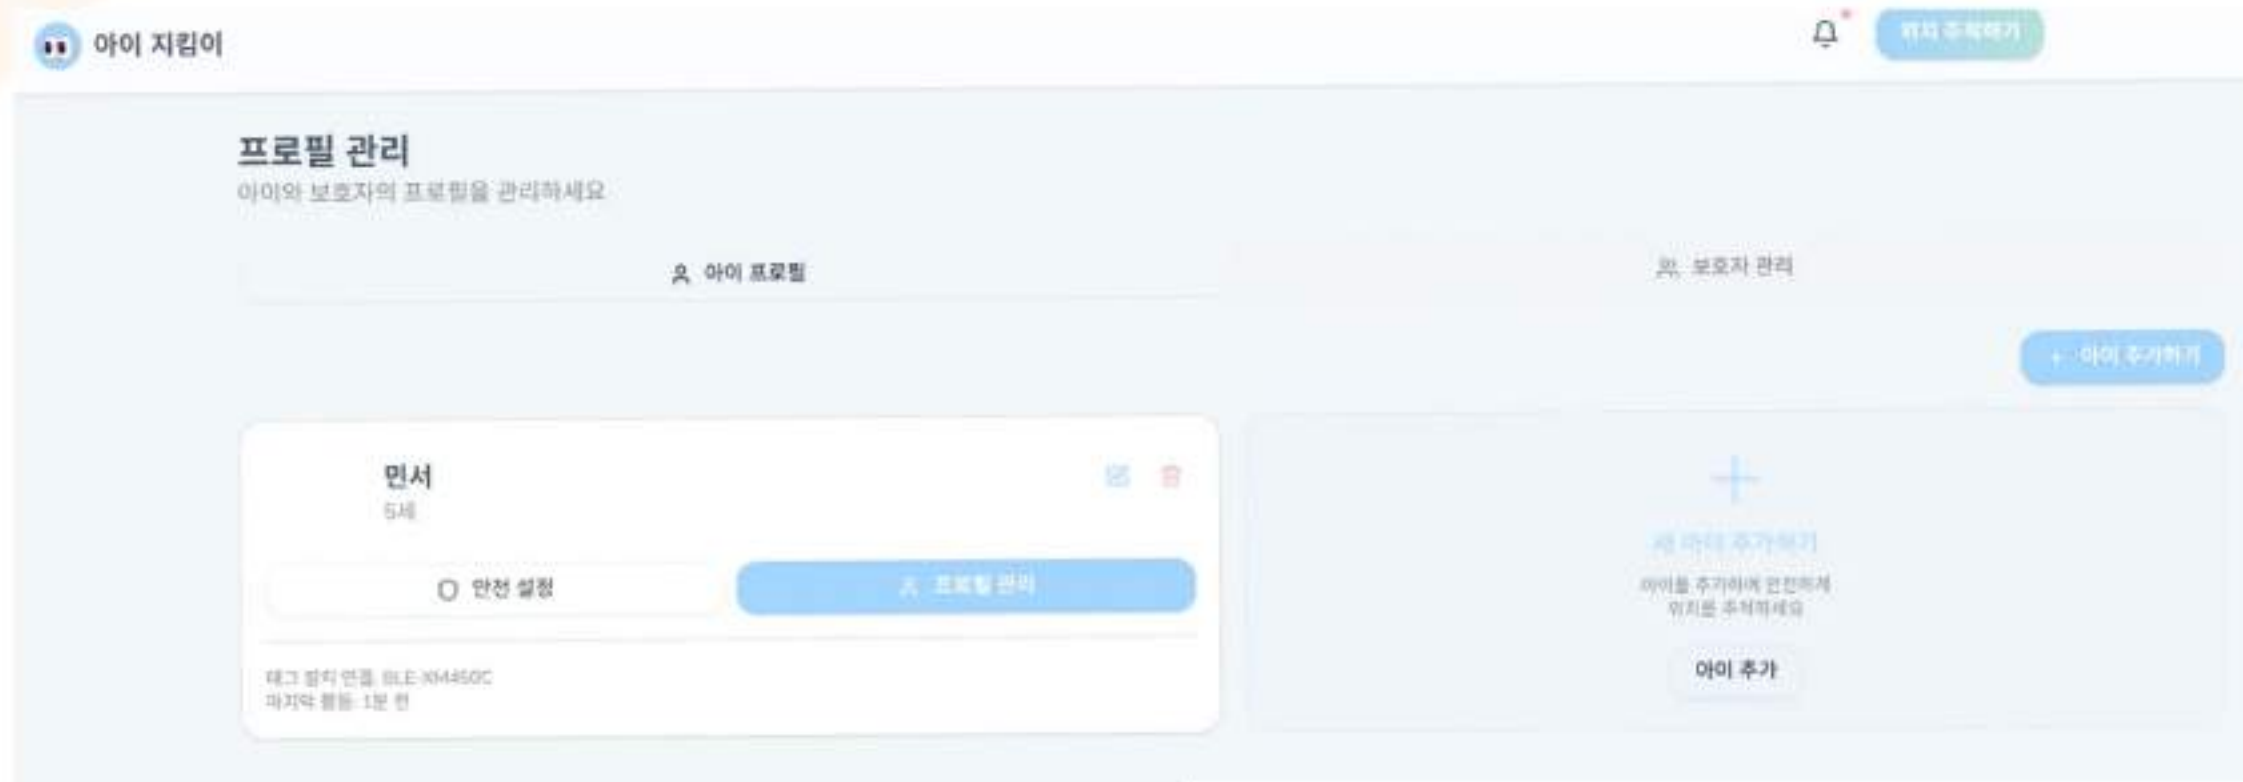 아이 지킴이
위치 추적하기
프로필 관리
아이와 보호자의 프로필을 관리하세요
아이 프로필
보호자 관리
+ 아이 추가하기
민서
5세
안전 설정
프로필 관리
새 아이 추가하기
아이를 추가하여 안전하게
위치를 추적하세요
아이 추가
태그 장치 연결:
마지막 활동: 1분 전